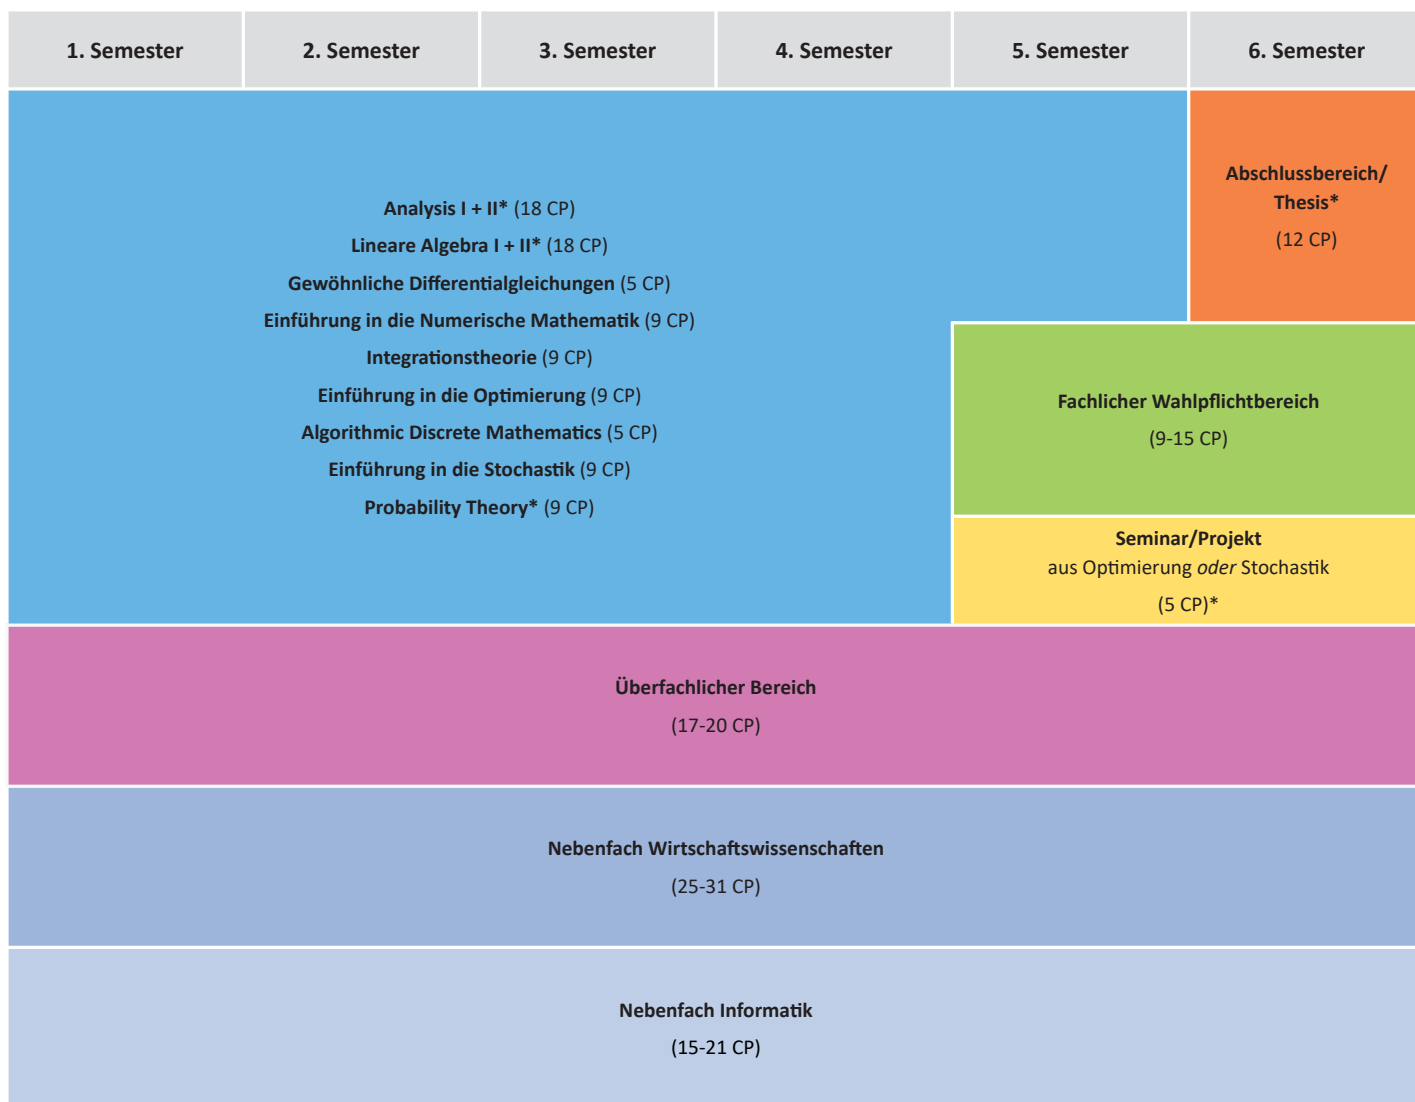 1. Semester
2. Semester
3. Semester
4. Semester
5. Semester
6. Semester
Analysis I + II* (18 CP)
Lineare Algebra I + II* (18 CP)
Gewöhnliche Differentialgleichungen (5 CP)
Einführung in die Numerische Mathematik (9 CP)
Integrationstheorie (9 CP)
Einführung in die Optimierung (9 CP)
Algorithmic Discrete Mathematics (5 CP)
Einführung in die Stochastik (9 CP)
Probability Theory* (9 CP)
Abschlussbereich/
Thesis*
(12 CP)
Fachlicher Wahlpflichtbereich
(9-15 CP)
Seminar/Projekt
aus Optimierung oder Stochastik
(5 CP)*
Überfachlicher Bereich
(17-20 CP)
Nebenfach Wirtschaftswissenschaften
(25-31 CP)
Nebenfach Informatik
(15-21 CP)